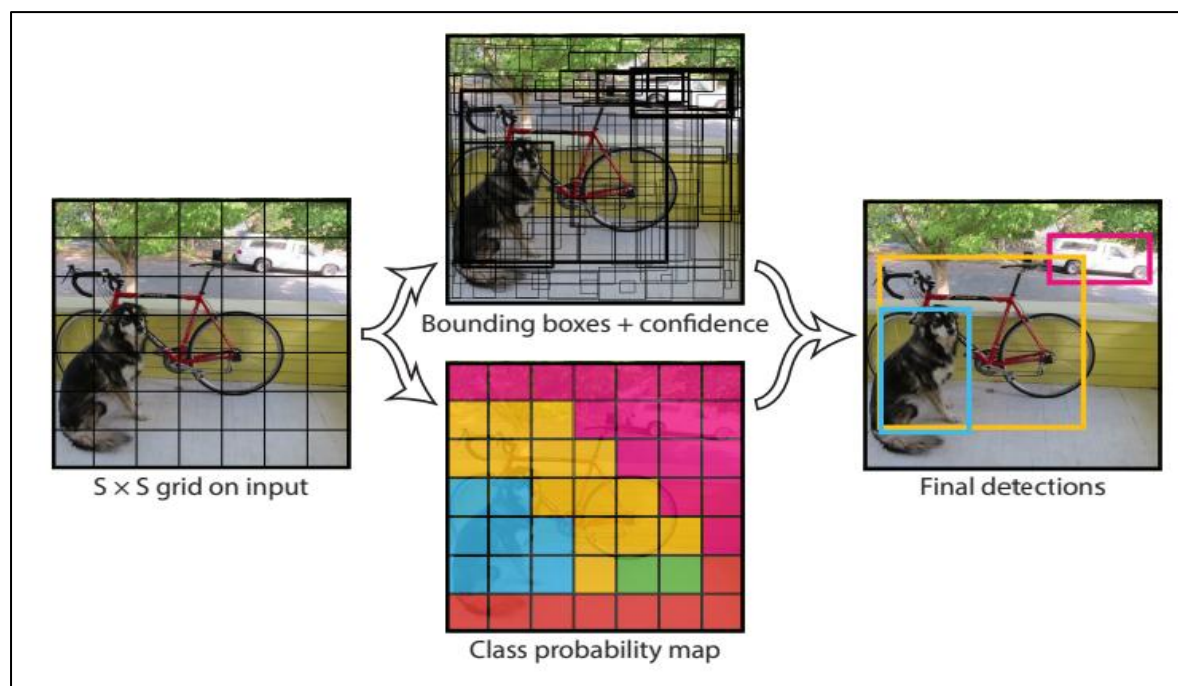 S × S grid on input
Bounding boxes + confidence
Class probability map
Final detections